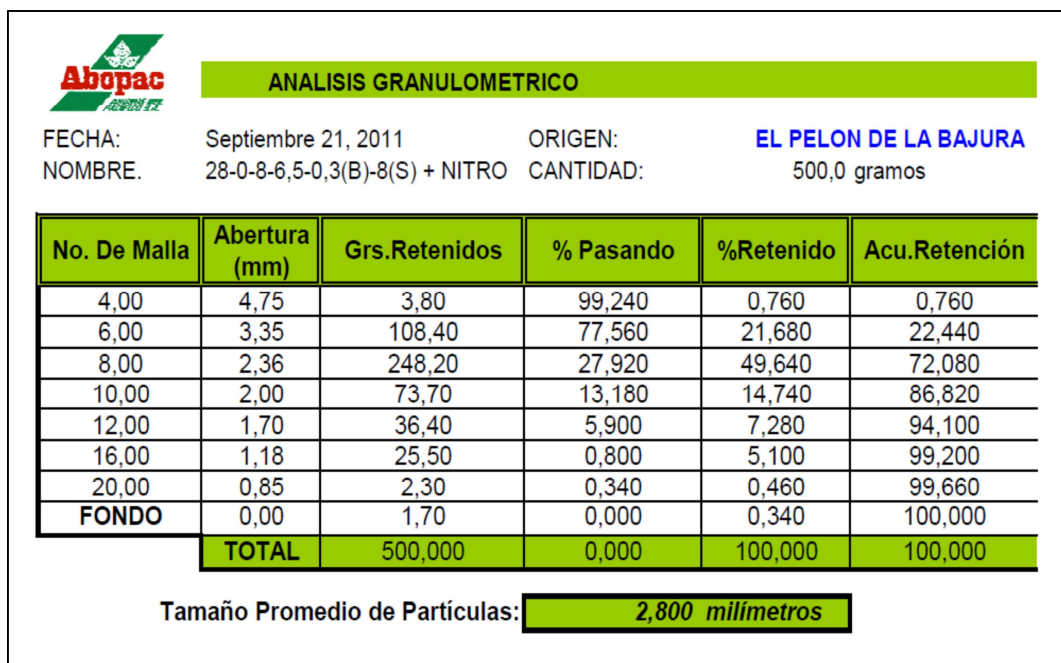 Abopac
ANALISIS GRANULOMETRICO
FECHA: Septiembre 21, 2011 ORIGEN: EL PELON DE LA BAJURA
NOMBRE. 28-0-8-6,5-0,3(B)-8(S) + NITRO CANTIDAD: 500,0 gramos
No. De Malla Abertura (mm) Grs.Retenidos % Pasando %Retenido Acu.Retención
4,00 4,75 3,80 99,240 0,760 0,760
6,00 3,35 108,40 77,560 21,680 22,440
8,00 2,36 248,20 27,920 49,640 72,080
10,00 2,00 73,70 13,180 14,740 86,820
12,00 1,70 36,40 5,900 7,280 94,100
16,00 1,18 25,50 0,800 5,100 99,200
20,00 0,85 2,30 0,340 0,460 99,660
FONDO 0,00 1,70 0,000 0,340 100,000
TOTAL 500,000 0,000 100,000 100,000
Tamaño Promedio de Partículas: 2,800 milímetros